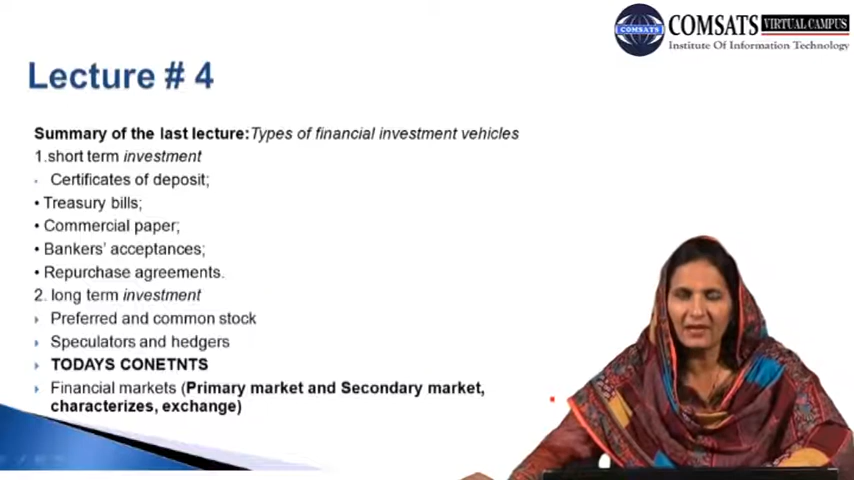 COMSATS VIRTUAL CAMPUS
COMSATS
Institute Of Information Technology
Lecture # 4
Summary of the last lecture:Types of financial investment vehicles
1.short term investment
• Certificates of deposit;
• Treasury bills;
• Commercial paper;
• Bankers' acceptances;
• Repurchase agreements.
2. long term investment
Preferred and common stock
Speculators and hedgers
TODAYS CONETNTS
Financial markets (Primary market and Secondary market,
characterizes, exchange)